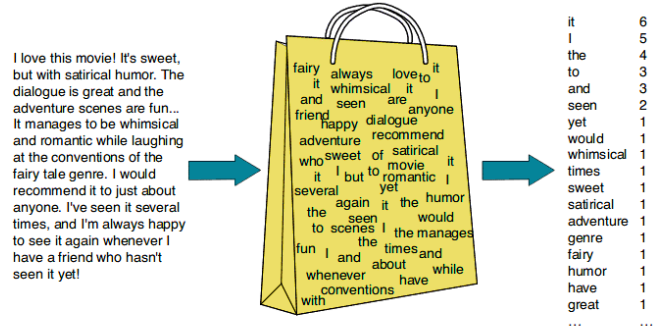 I love this movie! It's sweet,
but with satirical humor. The
dialogue is great and the
adventure scenes are fun...
It manages to be whimsical
and romantic while laughing
at the conventions of the
fairy tale genre. I would
recommend it to just about
anyone. I've seen it several
times, and I'm always happy
to see it again whenever I
have a friend who hasn't
seen it yet!
fairy always love to it
it whimsical it I
and seen are anyone
friend happy dialogue
adventure recommend
who sweet of satirical
it I but to movie romantic it I
several yet
again it the humor
the seen would
to scenes I the manages
fun I and the times and
whenever about while
conventions have
with
it 6
I 5
the 4
to 3
and 3
seen 2
yet 1
would 1
whimsical 1
times 1
sweet 1
satirical 1
adventure 1
genre 1
fairy 1
humor 1
have 1
great 1
... ...